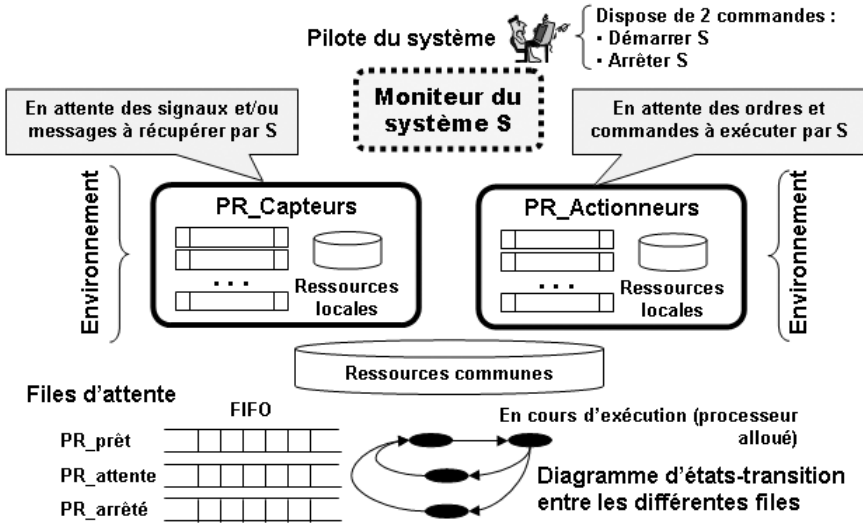 Pilote du système
Dispose de 2 commandes :
▪ Démarrer S
▪ Arrêter S
Moniteur du
système S
En attente des signaux et/ou
messages à récupérer par S
En attente des ordres et
commandes à exécuter par S
Environnement
PR_Capteurs
...
Ressources
locales
PR_Actionneurs
...
Ressources
locales
Environnement
Ressources communes
Files d'attente
FIFO
PR_prêt
PR_attente
PR_arrêté
En cours d'exécution (processeur
alloué)
Diagramme d'états-transition
entre les différentes files